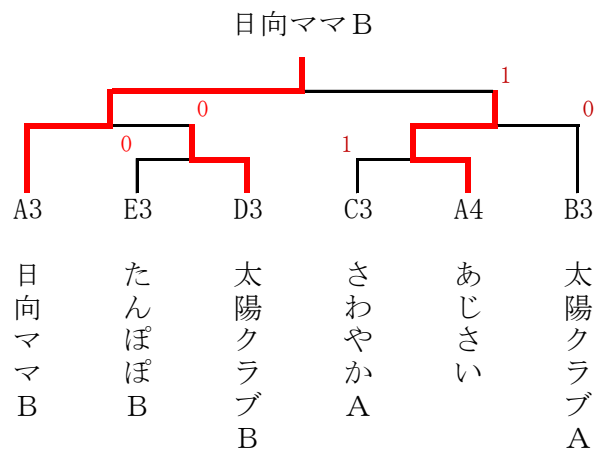 日向ママB
1
0
0
0
1
A3
E3
D3
C3
A4
B3
日向ママB
たんぽぽB
太陽クラブB
さわやかA
あじさい
太陽クラブA